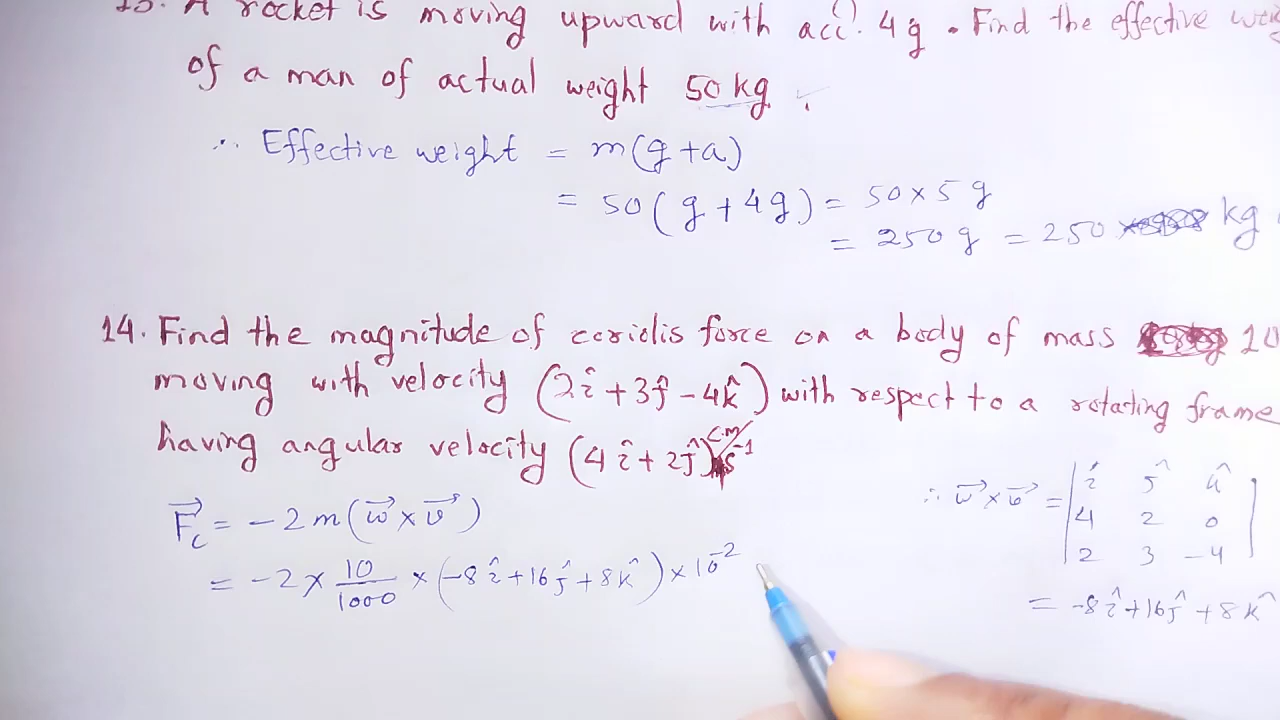 A rocket is moving upward with acc. 4g. Find the effective
of a man of actual weight 50 kg.
∴ Effective weight = m(g+a)
= 50(g+4g) = 50×5g
= 250g = 250 kg
14. Find the magnitude of coriolis force on a body of mass 10
moving with velocity (2î+3ĵ-4k̂) with respect to a rotating frame
having angular velocity (4î+2ĵ) cm/s⁻¹
F⃗c = -2m(ω⃗×v⃗)
= -2 × 10/1000 × (-8î+16ĵ+8k̂) × 10⁻²
∴ ω⃗×v⃗ = | î ĵ k̂ |
4 2 0
2 3 -4
= -8î+16ĵ+8k̂